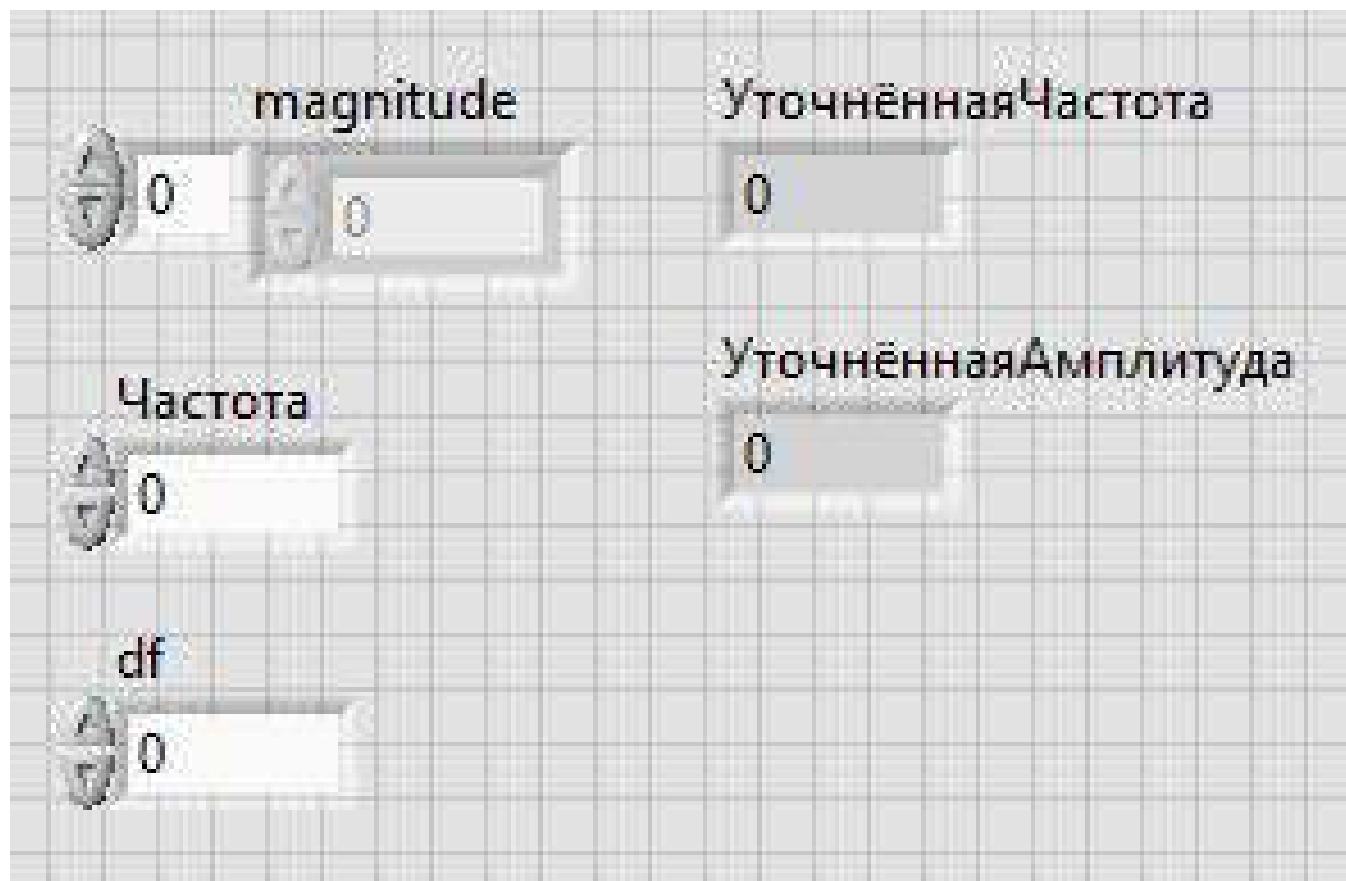 magnitude УточнённаяЧастота
0 0 0
УточнённаяАмплитуда
Частота 0
0
df
0